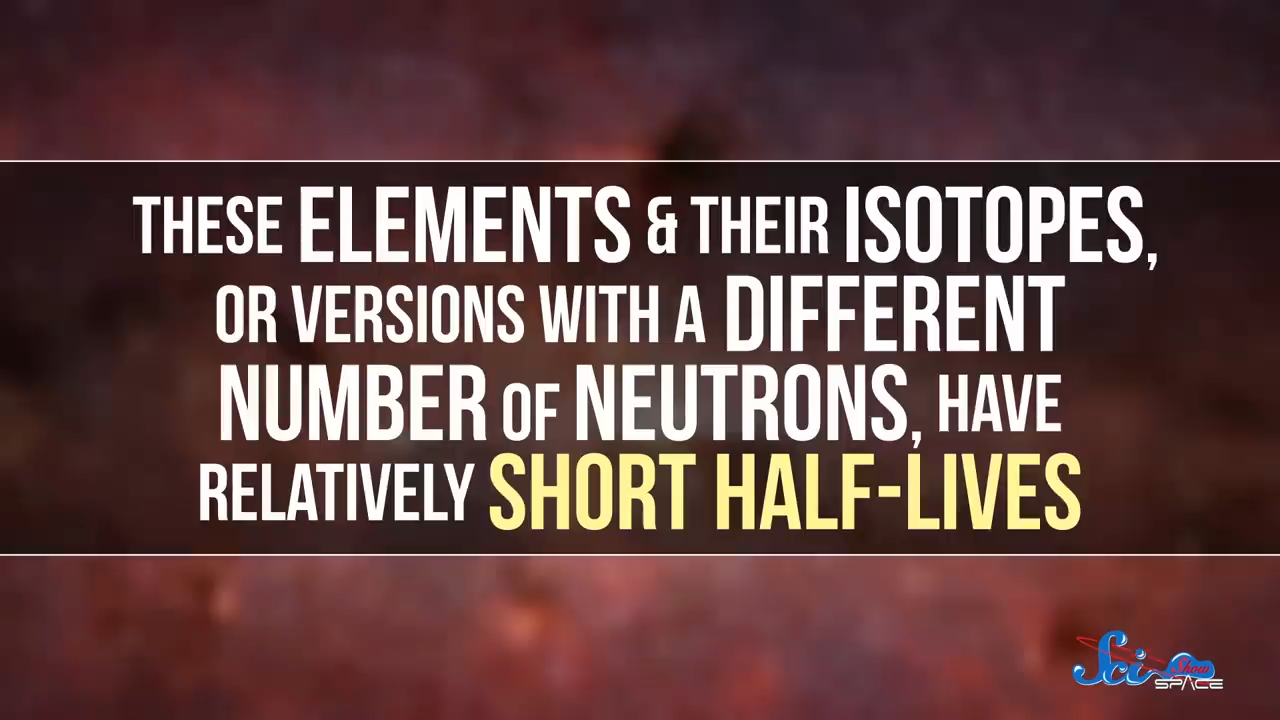 THESE ELEMENTS & THEIR ISOTOPES,
OR VERSIONS WITH A DIFFERENT
NUMBER OF NEUTRONS, HAVE
RELATIVELY SHORT HALF-LIVES
Sci Show
SPACE